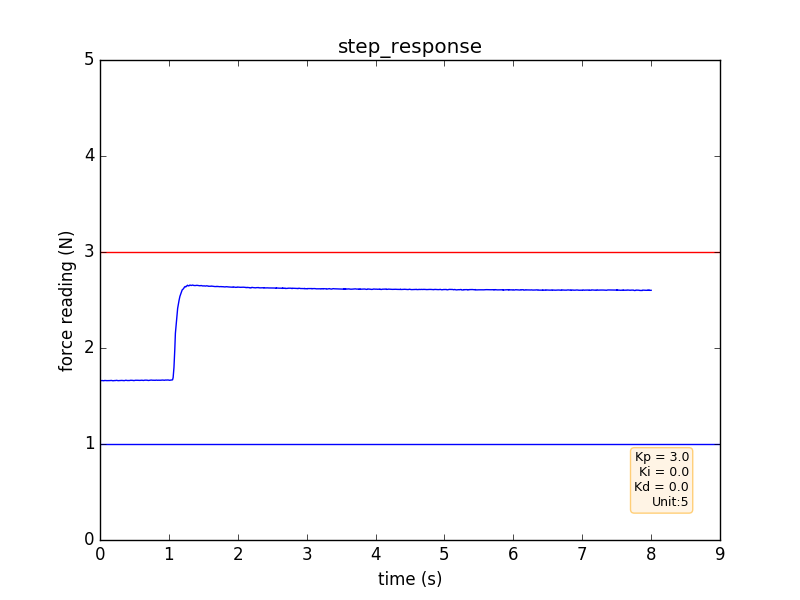 step_response
5
4
3
2
1
0
force reading (N)
Kp = 3.0
Ki = 0.0
Kd = 0.0
Unit:5
0 1 2 3 4 5 6 7 8 9
time (s)